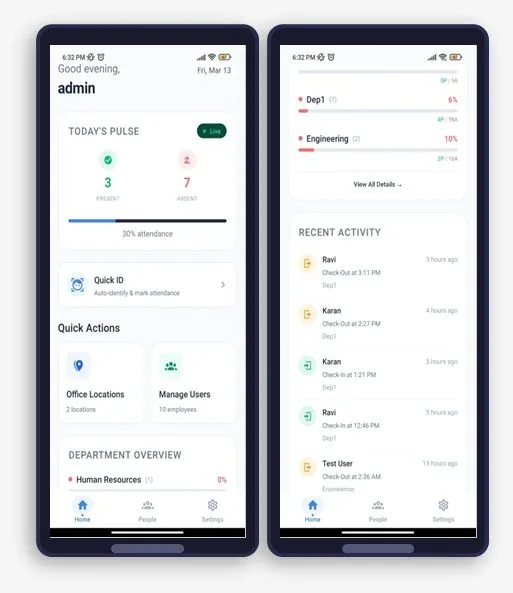 6:32 PM
Good evening,
Fri, Mar 13
admin
TODAY'S PULSE
Live
3
7
PRESENT
ABSENT
30% attendance
Quick ID
Auto-identify & mark attendance
Quick Actions
Office Locations
2 locations
Manage Users
10 employees
DEPARTMENT OVERVIEW
Human Resources (1)
0%
Home
People
Settings
6:32 PM
0P / 9A
Dep1 (7)
6%
4P /
Engineering (2)
10%
2P / 16A
View All Details →
RECENT ACTIVITY
Ravi
3 hours ago
Check-Out at 3:11 PM
Dep1
Karan
4 hours ago
Check-Out at 2:27 PM
Dep1
Karan
5 hours ago
Check-In at 1:21 PM
Dep1
Ravi
5 hours ago
Check-In at 12:46 PM
Dep1
Test User
15 hours ago
Check-Out at 2:36 AM
Engineering
Home
People
Settings